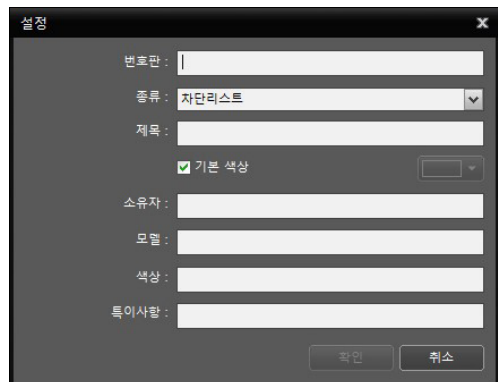 설정
번호판 :
종류 : 차단리스트
제목 :
기본 색상
소유자 :
모델 :
색상 :
특이사항 :
확인 취소